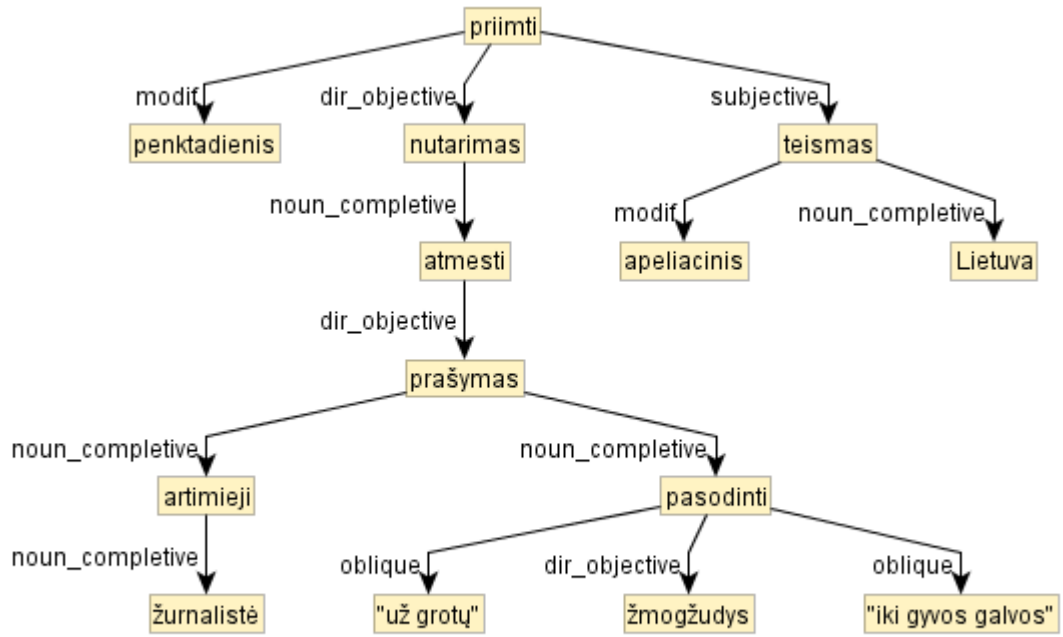 priimti
modif dir_objective subjective
penktadienis nutarimas teismas
noun_completive modif noun_completive
atmesti apeliacinis Lietuva
dir_objective
prašymas
noun_completive noun_completive
artimieji pasodinti
noun_completive oblique dir_objective oblique
žurnalistė "už grotų" žmogžudys "iki gyvos galvos"